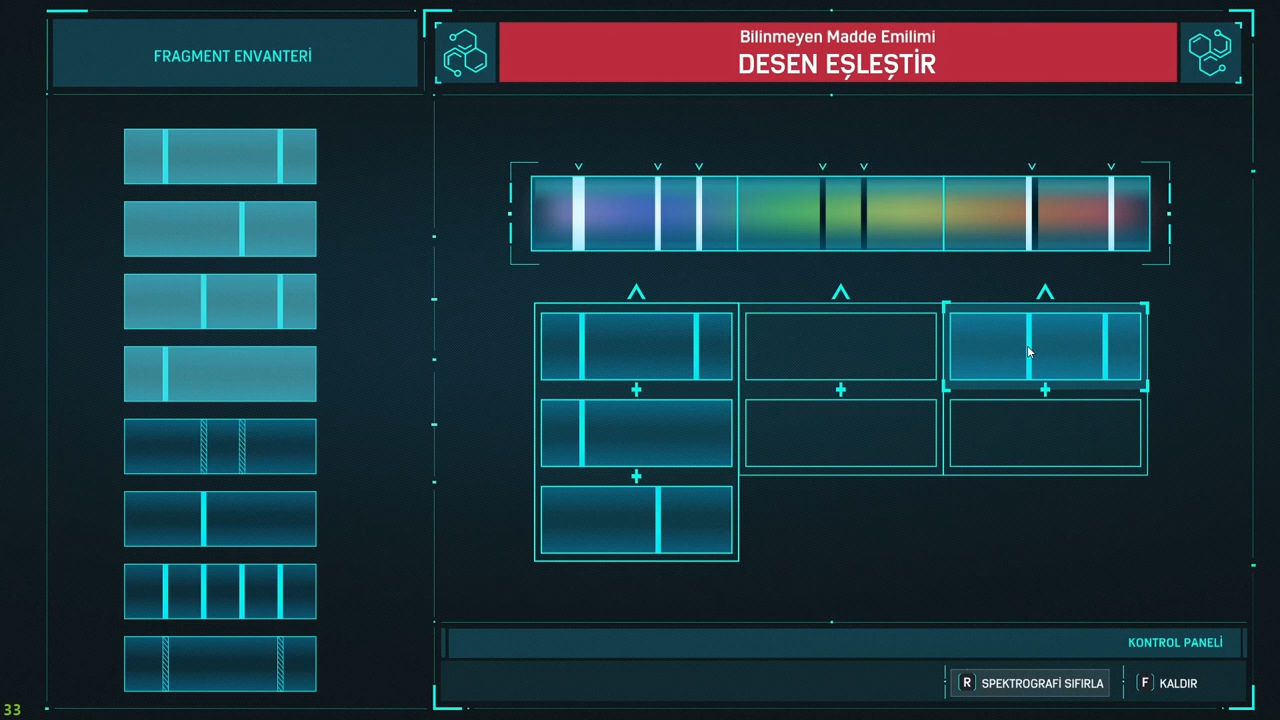 FRAGMENT ENVANTERİ
Bilinmeyen Madde Emilimi
DESEN EŞLEŞTİR
KONTROL PANELİ
R SPEKTROGRAFİ SIFIRLA
F KALDIR
33